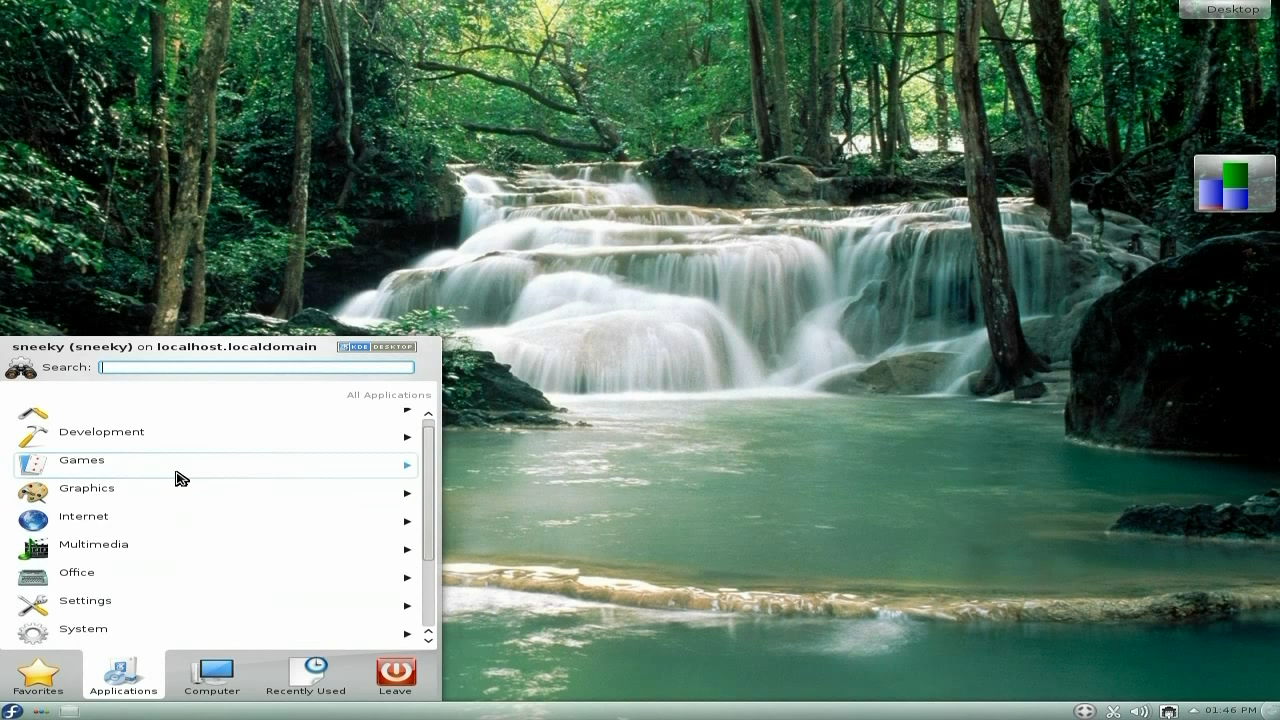 Desktop
sneeky (sneeky) on localhost.localdomain
KDE DESKTOP
Search:
All Applications
Development
Games
Graphics
Internet
Multimedia
Office
Settings
System
Favorites
Applications
Computer
Recently Used
Leave
01:46 PM